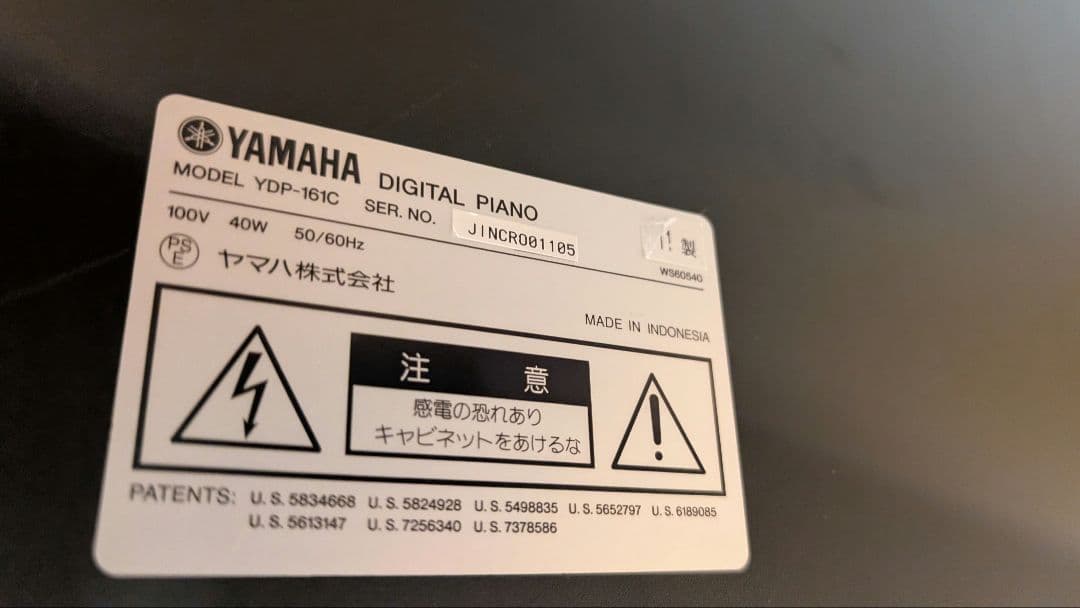 YAMAHA DIGITAL PIANO
MODEL YDP-161C SER. NO. JINCR001105
製
100V 40W 50/60Hz
WS60540
PS
E
ヤマハ株式会社
MADE IN INDONESIA
注意
感電の恐れあり
キャビネットをあけるな
PATENTS: U.S. 5834668 U.S. 5824928 U.S. 5498835 U.S. 5652797 U.S. 6189085
U.S. 5613147 U.S. 7256340 U.S. 7378586